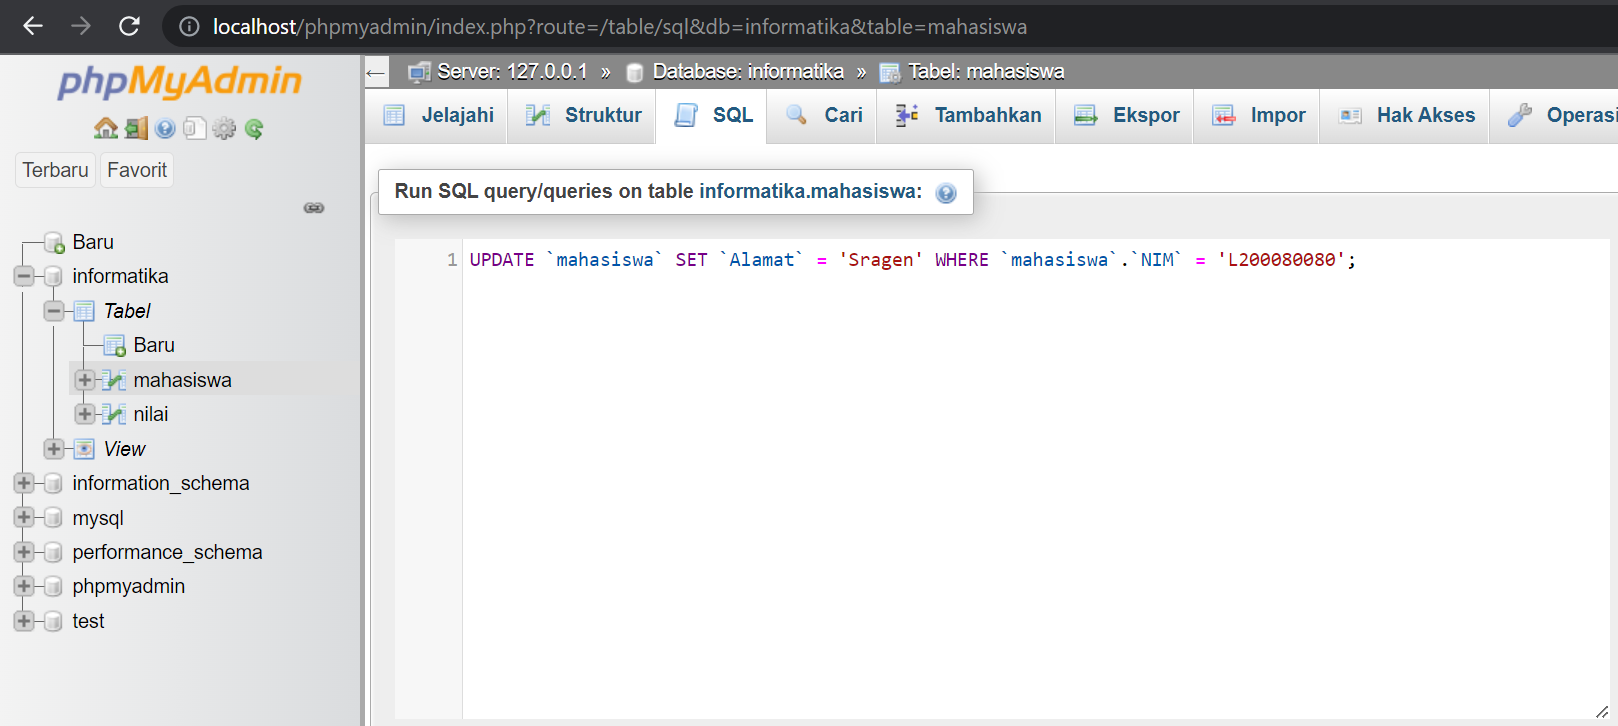 localhost/phpmyadmin/index.php?route=/table/sql&db=informatika&table=mahasiswa
phpMyAdmin
Terbaru Favorit
Baru
informatika
Tabel
Baru
mahasiswa
nilai
View
information_schema
mysql
performance_schema
phpmyadmin
test
Server: 127.0.0.1 » Database: informatika » Tabel: mahasiswa
Jelajahi Struktur SQL Cari Tambahkan Ekspor Impor Hak Akses Operasi
Run SQL query/queries on table informatika.mahasiswa:
1 UPDATE `mahasiswa` SET `Alamat` = 'Sragen' WHERE `mahasiswa`.`NIM` = 'L200080080';